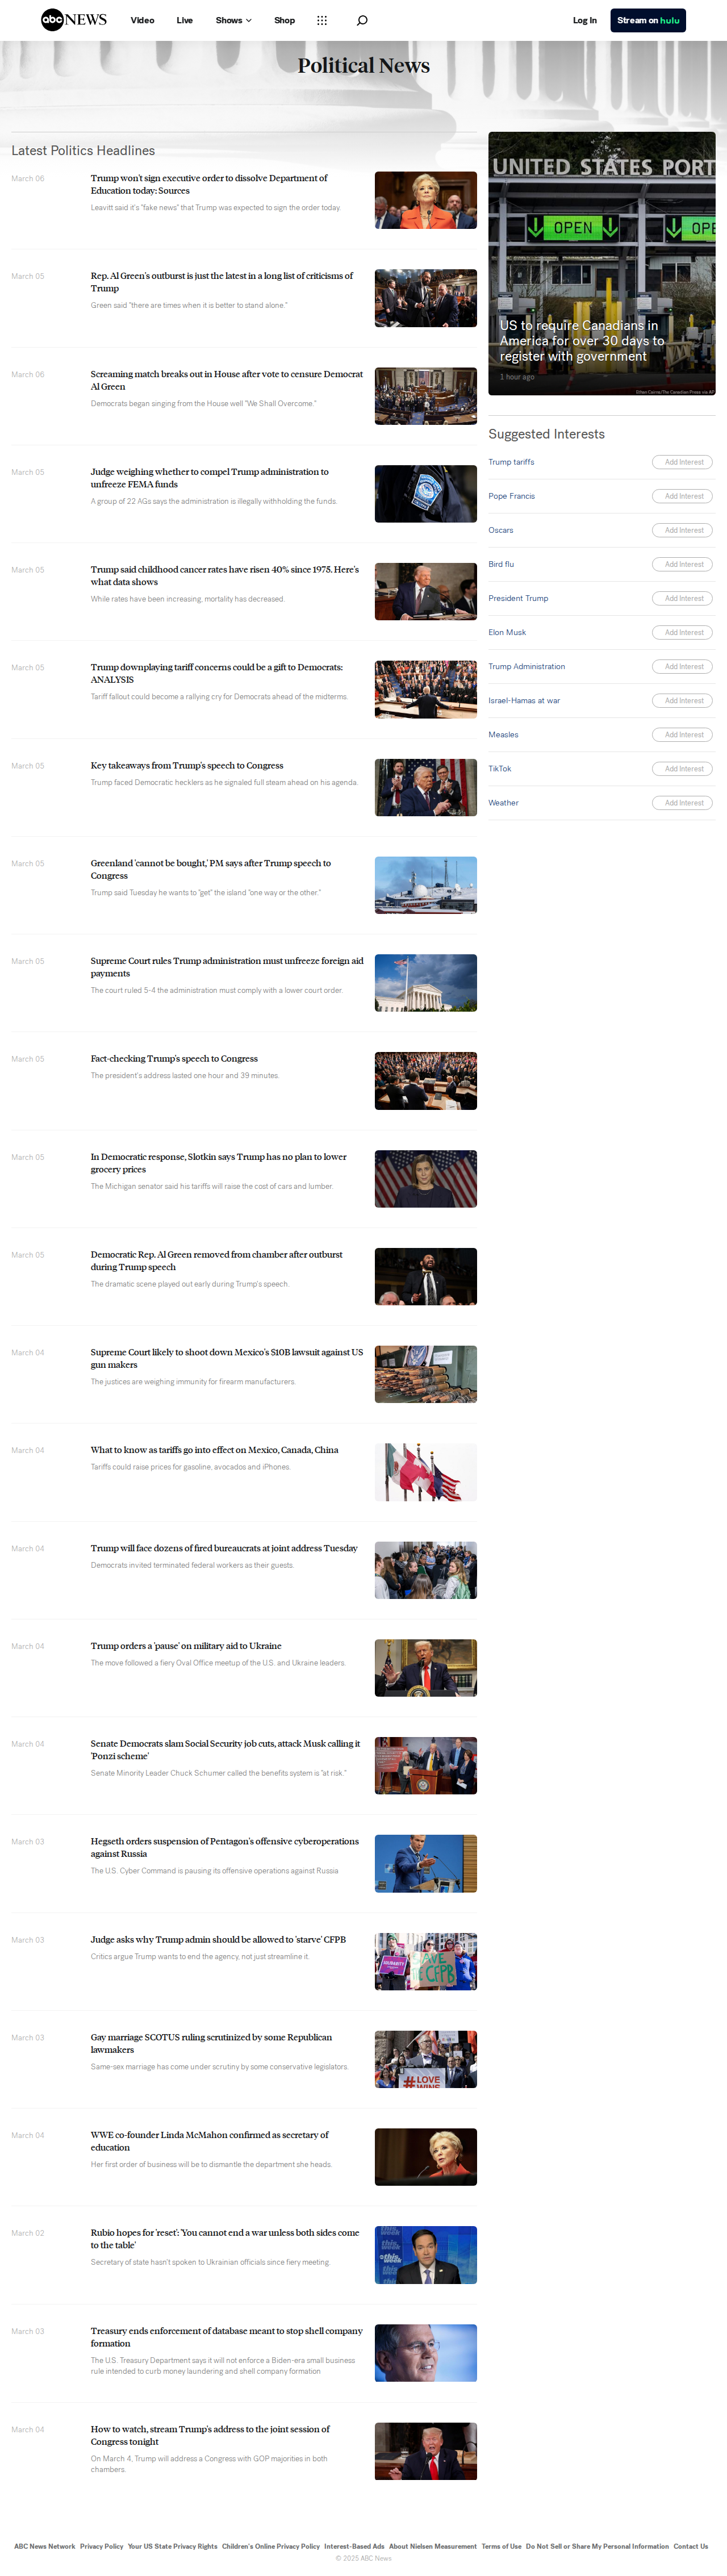 abc NEWS
Video
Live
Shows
Shop
Log In
Stream on hulu
Political News
Latest Politics Headlines
March 06
Trump won't sign executive order to dissolve Department of
Education today: Sources
Leavitt said it's "fake news" that Trump was expected to sign the order today.
March 05
Rep. Al Green's outburst is just the latest in a long list of criticisms of
Trump
Green said "there are times when it is better to stand alone."
March 06
Screaming match breaks out in House after vote to censure Democrat
Al Green
Democrats began singing from the House well "We Shall Overcome."
March 05
Judge weighing whether to compel Trump administration to
unfreeze FEMA funds
A group of 22 AGs says the administration is illegally withholding the funds.
March 05
Trump said childhood cancer rates have risen 40% since 1975. Here's
what data shows
While rates have been increasing, mortality has decreased.
March 05
Trump downplaying tariff concerns could be a gift to Democrats:
ANALYSIS
Tariff fallout could become a rallying cry for Democrats ahead of the midterms.
March 05
Key takeaways from Trump's speech to Congress
Trump faced Democratic hecklers as he signaled full steam ahead on his agenda.
March 05
Greenland 'cannot be bought,' PM says after Trump speech to
Congress
Trump said Tuesday he wants to "get" the island "one way or the other."
March 05
Supreme Court rules Trump administration must unfreeze foreign aid
payments
The court ruled 5-4 the administration must comply with a lower court order.
March 05
Fact-checking Trump's speech to Congress
The president's address lasted one hour and 39 minutes.
March 05
In Democratic response, Slotkin says Trump has no plan to lower
grocery prices
The Michigan senator said his tariffs will raise the cost of cars and lumber.
March 05
Democratic Rep. Al Green removed from chamber after outburst
during Trump speech
The dramatic scene played out early during Trump's speech.
March 04
Supreme Court likely to shoot down Mexico's $10B lawsuit against US
gun makers
The justices are weighing immunity for firearm manufacturers.
March 04
What to know as tariffs go into effect on Mexico, Canada, China
Tariffs could raise prices for gasoline, avocados and iPhones.
March 04
Trump will face dozens of fired bureaucrats at joint address Tuesday
Democrats invited terminated federal workers as their guests.
March 04
Trump orders a 'pause' on military aid to Ukraine
The move followed a fiery Oval Office meetup of the U.S. and Ukraine leaders.
March 04
Senate Democrats slam Social Security job cuts, attack Musk calling it
'Ponzi scheme'
Senate Minority Leader Chuck Schumer called the benefits system is "at risk."
March 03
Hegseth orders suspension of Pentagon's offensive cyberoperations
against Russia
The U.S. Cyber Command is pausing its offensive operations against Russia
March 03
Judge asks why Trump admin should be allowed to 'starve' CFPB
Critics argue Trump wants to end the agency, not just streamline it.
SOLIDARITY
SAVE
THE CFPB
March 03
Gay marriage SCOTUS ruling scrutinized by some Republican
lawmakers
Same-sex marriage has come under scrutiny by some conservative legislators.
#LOVE
WINS
March 04
WWE co-founder Linda McMahon confirmed as secretary of
education
Her first order of business will be to dismantle the department she heads.
March 02
Rubio hopes for 'reset': 'You cannot end a war unless both sides come
to the table'
Secretary of state hasn't spoken to Ukrainian officials since fiery meeting.
this
week
March 03
Treasury ends enforcement of database meant to stop shell company
formation
The U.S. Treasury Department says it will not enforce a Biden-era small business
rule intended to curb money laundering and shell company formation
March 04
How to watch, stream Trump's address to the joint session of
Congress tonight
On March 4, Trump will address a Congress with GOP majorities in both
chambers.
UNITED STATES PORT
OPEN
OPE
US to require Canadians in
America for over 30 days to
register with government
1 hour ago
Ethan Cairns/The Canadian Press via AP
Suggested Interests
Trump tariffs
Add Interest
Pope Francis
Add Interest
Oscars
Add Interest
Bird flu
Add Interest
President Trump
Add Interest
Elon Musk
Add Interest
Trump Administration
Add Interest
Israel-Hamas at war
Add Interest
Measles
Add Interest
TikTok
Add Interest
Weather
Add Interest
ABC News Network Privacy Policy Your US State Privacy Rights Children's Online Privacy Policy Interest-Based Ads About Nielsen Measurement Terms of Use Do Not Sell or Share My Personal Information Contact Us
© 2025 ABC News